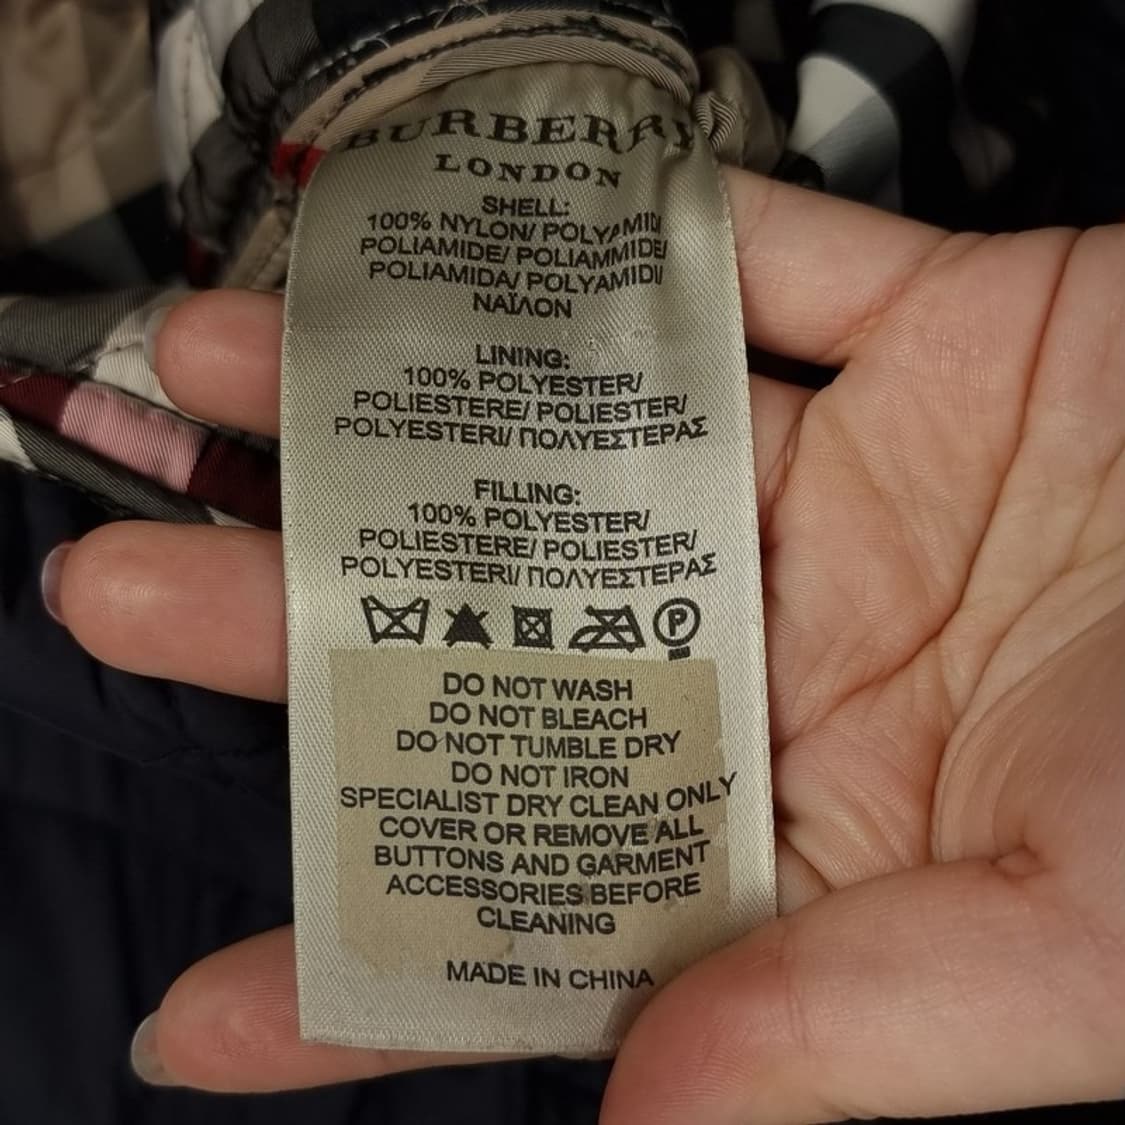 BURBERRY
LONDON
SHELL:
100% NYLON/ POLYAMID/
POLIAMIDE/ POLIAMMIDE/
POLIAMIDA/ POLYAMIDI/
ΝΑΪΛΟΝ
LINING:
100% POLYESTER/
POLIESTERE/ POLIESTER/
POLYESTERI/ ΠΟΛΥΕΣΤΕΡΑΣ
FILLING:
100% POLYESTER/
POLIESTERE/ POLIESTER/
POLYESTERI/ ΠΟΛΥΕΣΤΕΡΑΣ
P
DO NOT WASH
DO NOT BLEACH
DO NOT TUMBLE DRY
DO NOT IRON
SPECIALIST DRY CLEAN ONLY
COVER OR REMOVE ALL
BUTTONS AND GARMENT
ACCESSORIES BEFORE
CLEANING
MADE IN CHINA